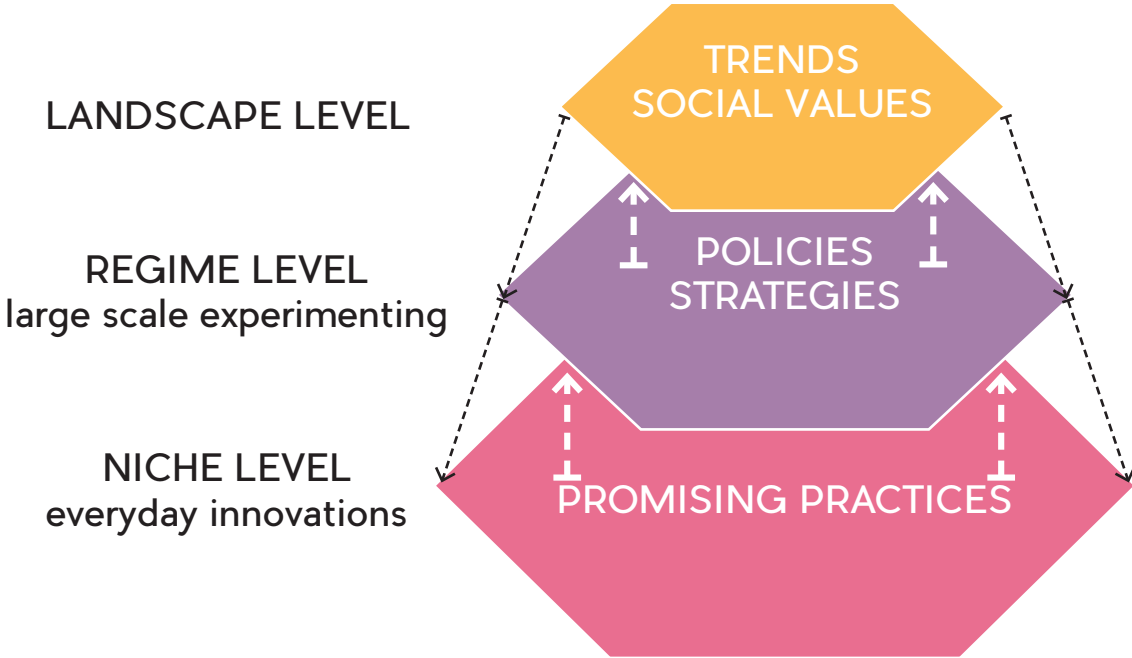 LANDSCAPE LEVEL
TRENDS
SOCIAL VALUES
REGIME LEVEL
large scale experimenting
POLICIES
STRATEGIES
NICHE LEVEL
everyday innovations
PROMISING PRACTICES